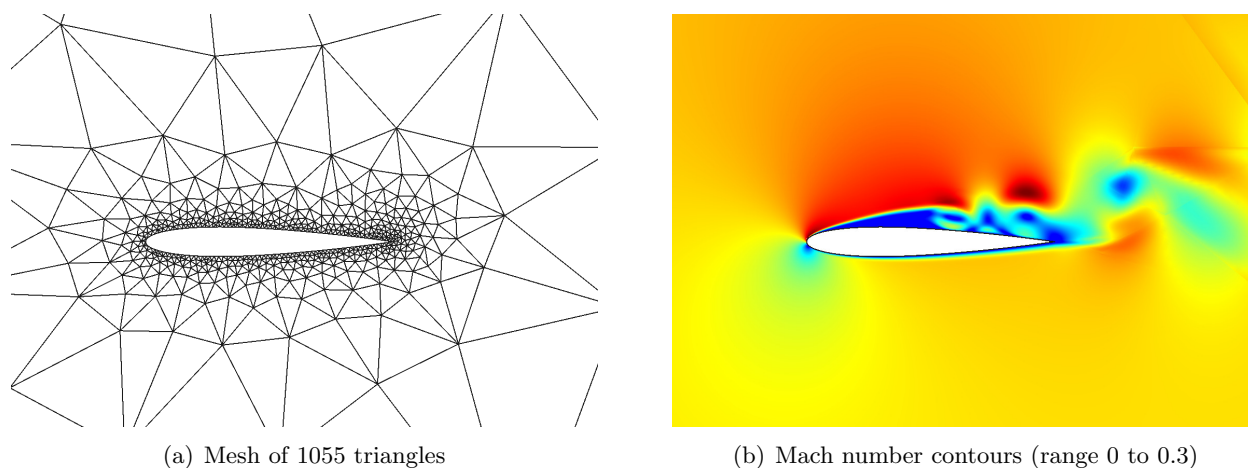 (a) Mesh of 1055 triangles
(b) Mach number contours (range 0 to 0.3)